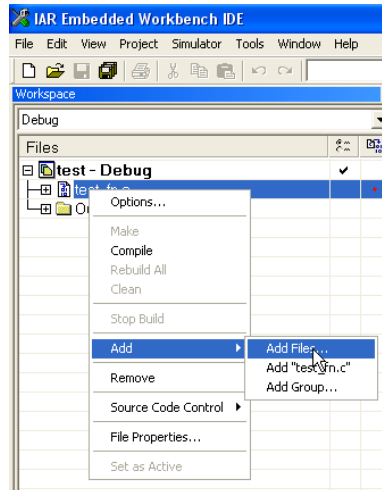 IAR Embedded Workbench IDE
File Edit View Project Simulator Tools Window Help
Workspace
Debug
Files
test - Debug
Options...
Make
Compile
Rebuild All
Clean
Stop Build
Add
Add Files...
Add "test_fn.c"
Remove
Add Group...
Source Code Control
File Properties...
Set as Active